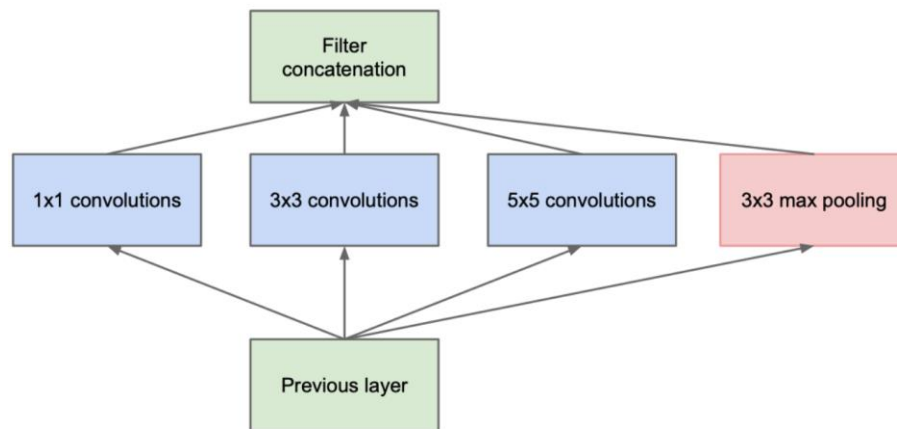 Filter
concatenation
1x1 convolutions
3x3 convolutions
5x5 convolutions
3x3 max pooling
Previous layer